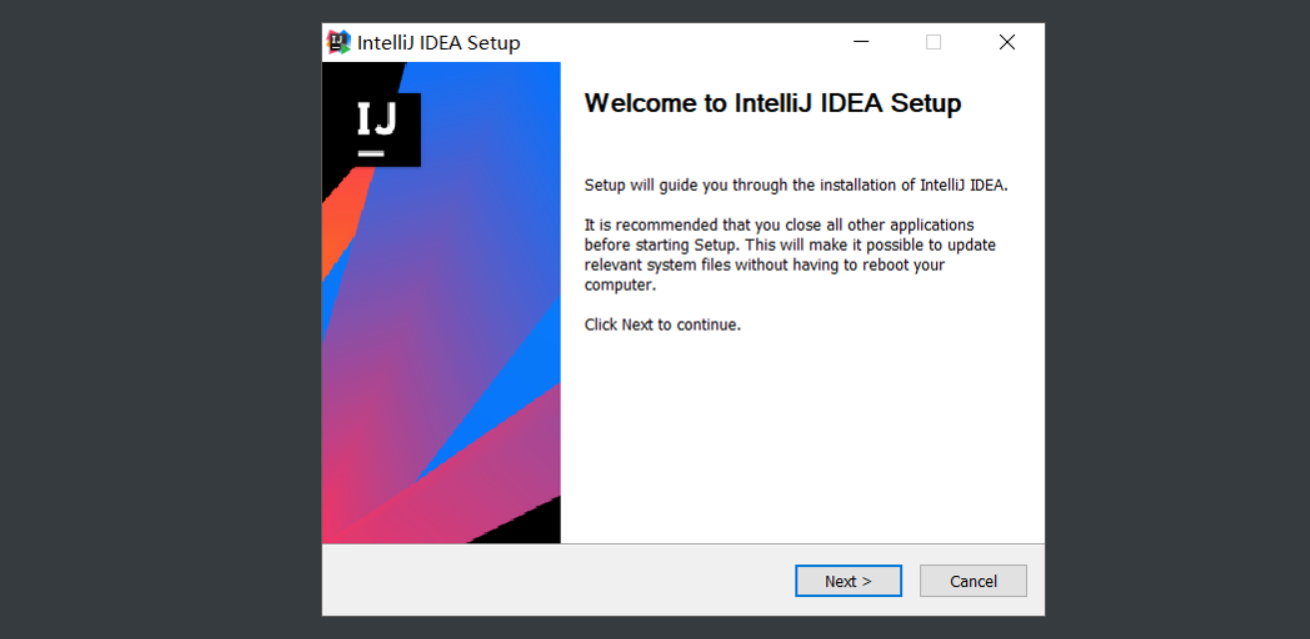 IntelliJ IDEA Setup
IJ
Welcome to IntelliJ IDEA Setup
Setup will guide you through the installation of IntelliJ IDEA.
It is recommended that you close all other applications
before starting Setup. This will make it possible to update
relevant system files without having to reboot your
computer.
Click Next to continue.
Next >
Cancel